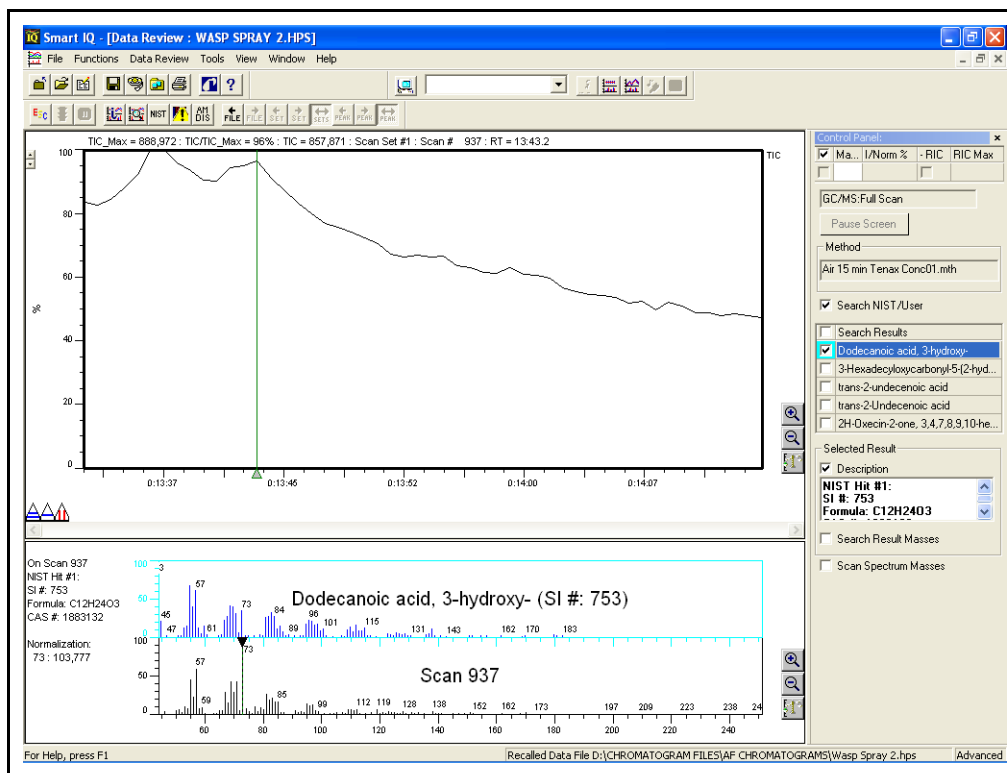 Smart IQ - [Data Review : WASP SPRAY 2.HPS]
File Functions Data Review Tools View Window Help
NIST AM DIS FILE FILE SET SET SETS PEAK PEAK PEAK
TIC_Max = 888,972 : TIC/TIC_Max = 96% : TIC = 857,871 : Scan Set #1 : Scan # 937 : RT = 13:43.2
TIC
100
80
60
%
40
20
0
0:13:37 0:13:45 0:13:52 0:14:00 0:14:07
Control Panel:
Ma... I/Norm % - RIC RIC Max
GC/MS:Full Scan
Pause Screen
Method
Air 15 min Tenax Conc01.mth
Search NIST/User
Search Results
Dodecanoic acid, 3-hydroxy-
3-Hexadecyloxycarbonyl-5-(2-hyd...
trans-2-undecenoic acid
trans-2-Undecenoic acid
2H-Oxecin-2-one, 3,4,7,8,9,10-he...
Selected Result
Description
NIST Hit #1:
SI #: 753
Formula: C12H24O3
Search Result Masses
Scan Spectrum Masses
On Scan 937
NIST Hit #1:
SI #: 753
Formula: C12H24O3
CAS #: 1883132
Normalization:
73 : 103,777
100
50
0
-3
45 47 57 61 73 84 89 96 101 115 131 143 162 170 183
Dodecanoic acid, 3-hydroxy- (SI #: 753)
100
50
0
57 59 73 85 99 112 119 128 138 152 162 173 197 209 223 238 24
Scan 937
60 80 100 120 140 160 180 200 220 240
For Help, press F1
Recalled Data File D:\CHROMATOGRAM FILES\AF CHROMATOGRAMS\Wasp Spray 2.hps
Advanced